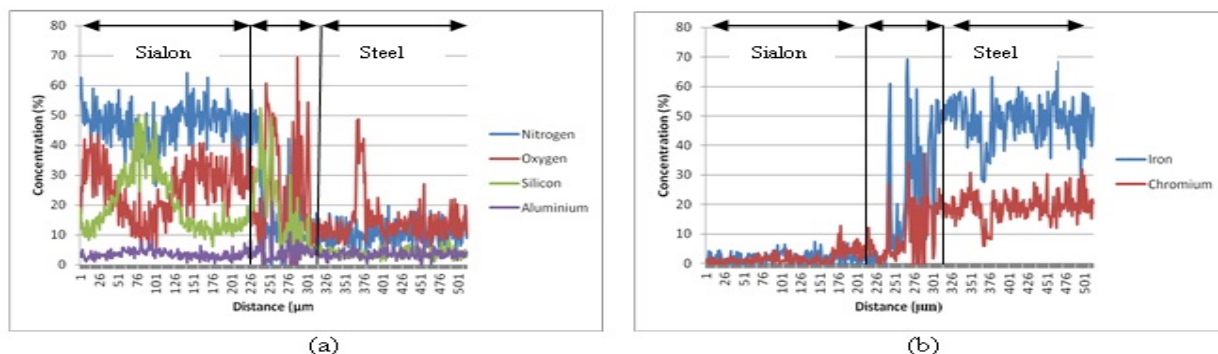 80
70
60
50
40
30
20
10
0
Concentration (%)
Sialon
Steel
Nitrogen
Oxygen
Silicon
Aluminium
1 26 51 76 101 126 151 176 201 226 251 276 301 326 351 376 401 426 451 476 501
Distance (µm
(a)
80
70
60
50
40
30
20
10
0
Concentration (%)
Sialon
Steel
Iron
Chromium
1 26 51 76 101 126 151 176 201 226 251 276 301 326 351 376 401 426 451 476 501
Distance (µm)
(b)